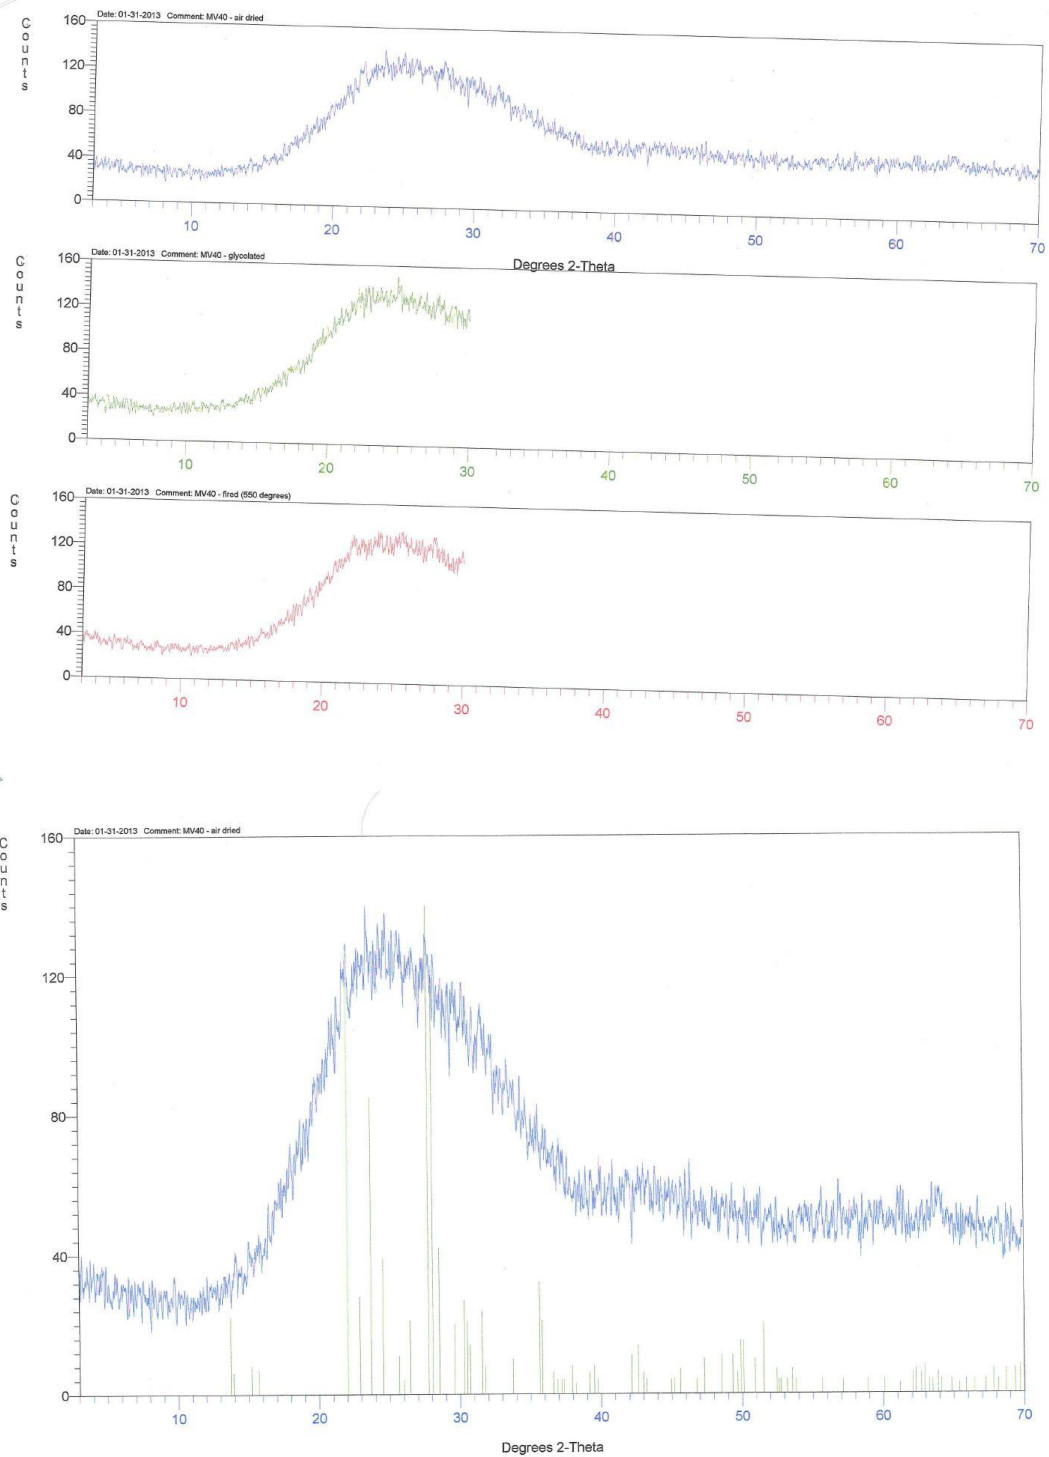 Counts
Date: 01-31-2013 Comment: MV40 - air dried
160
120
80
40
0
10 20 30 40 50 60 70
Degrees 2-Theta
Counts
Date: 01-31-2013 Comment: MV40 - glycolated
160
120
80
40
0
10 20 30 40 50 60 70
Counts
Date: 01-31-2013 Comment: MV40 - fired (550 degrees)
160
120
80
40
0
10 20 30 40 50 60 70
Counts
Date: 01-31-2013 Comment: MV40 - air dried
160
120
80
40
0
10 20 30 40 50 60 70
Degrees 2-Theta